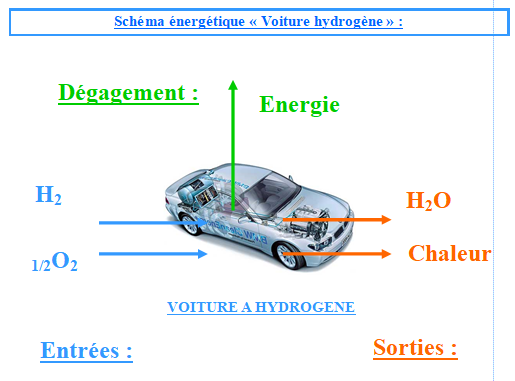 Schéma énergétique « Voiture hydrogène » :
Dégagement :
Energie
H₂
H₂O
1/2O₂
Chaleur
VOITURE A HYDROGENE
Entrées :
Sorties :